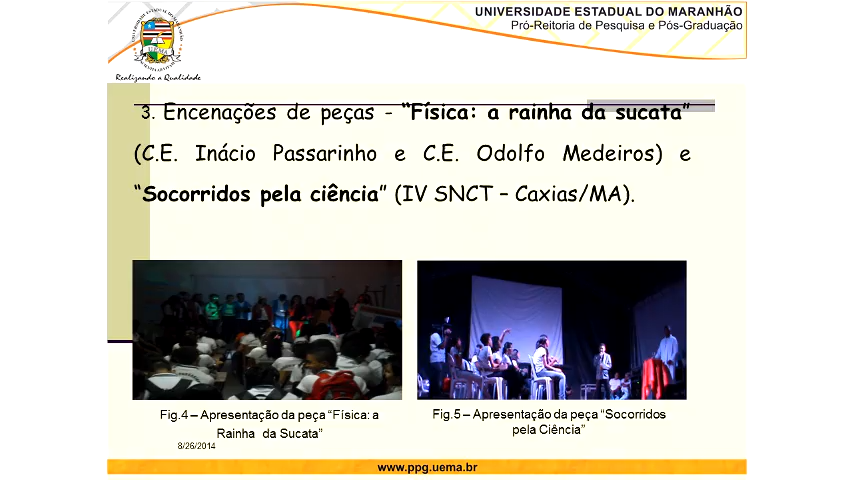 UNIVERSIDADE ESTADUAL DO MARANHÃO
Pró-Reitoria de Pesquisa e Pós-Graduação
UEMA
Realizando a Qualidade
3. Encenações de peças - “Física: a rainha da sucata”
(C.E. Inácio Passarinho e C.E. Odolfo Medeiros) e
“Socorridos pela ciência” (IV SNCT – Caxias/MA).
Fig.4 – Apresentação da peça “Física: a
Rainha da Sucata”
Fig.5 – Apresentação da peça “Socorridos
pela Ciência”
8/26/2014
www.ppg.uema.br